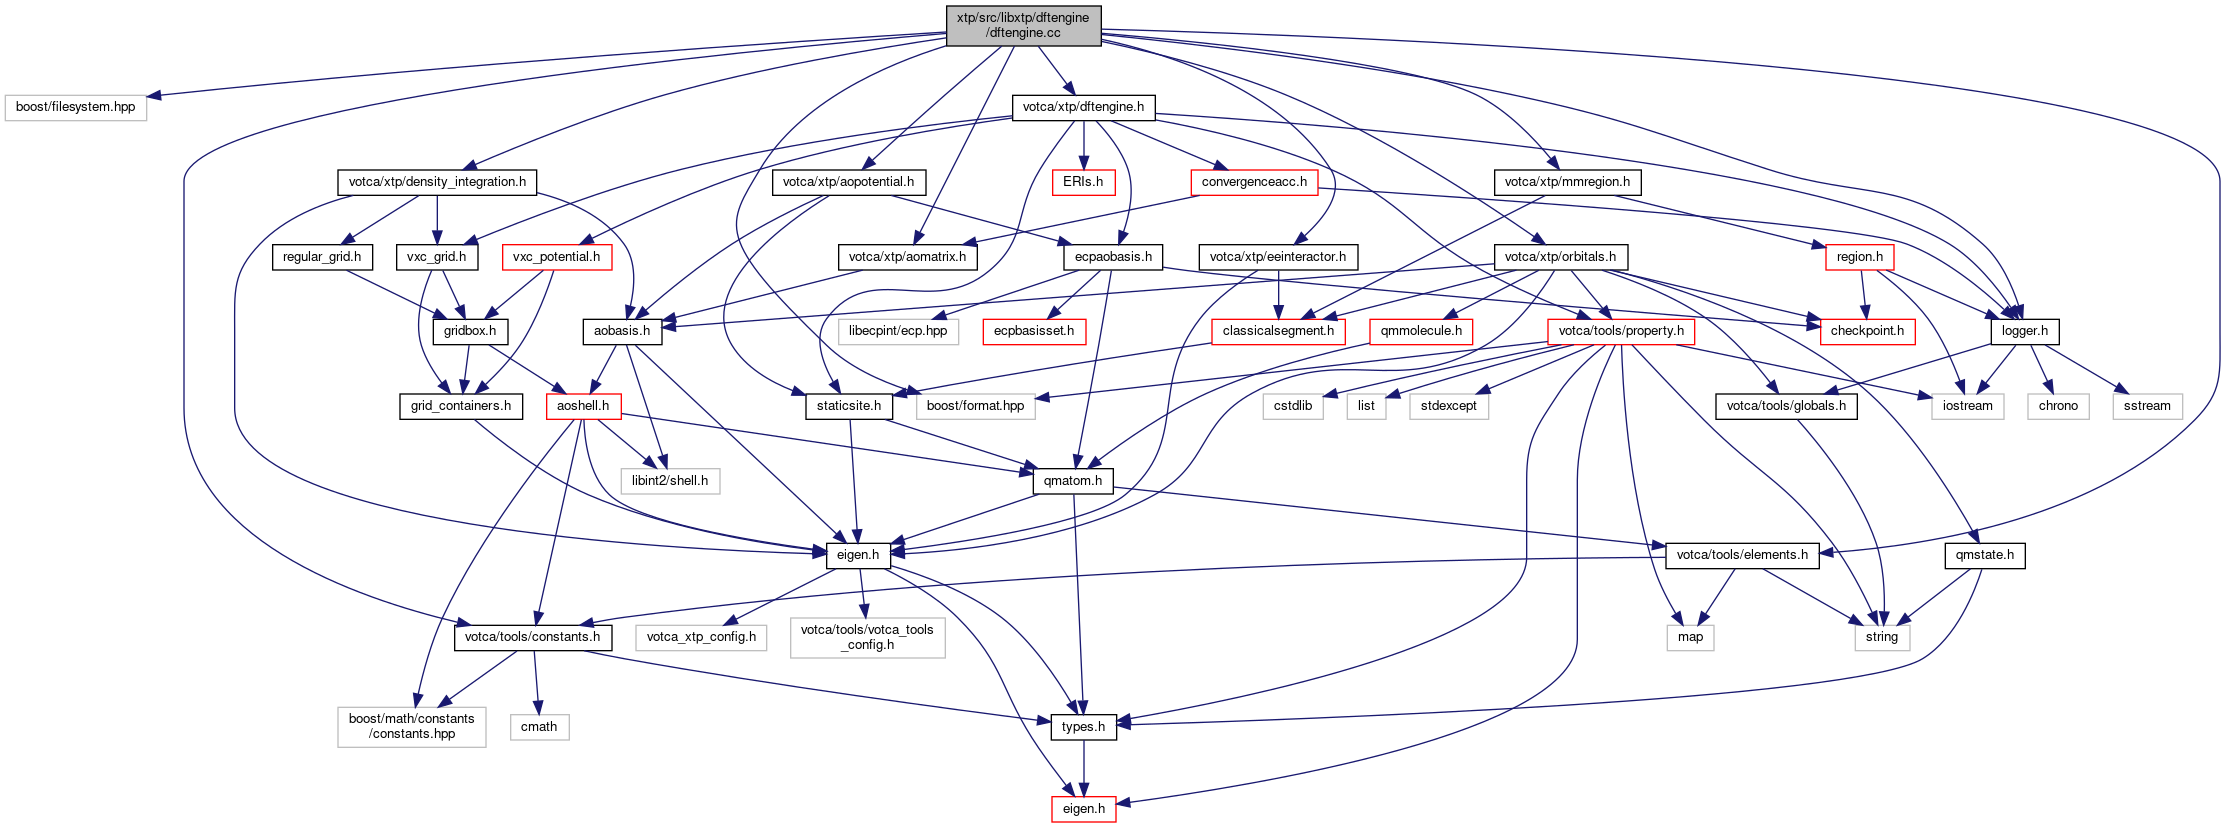 xtp/src/libxtp/dftengine
/dftengine.cc
boost/filesystem.hpp
votca/xtp/dftengine.h
votca/xtp/density_integration.h
votca/xtp/aopotential.h
ERIs.h
convergenceacc.h
votca/xtp/mmregion.h
regular_grid.h
vxc_grid.h
vxc_potential.h
votca/xtp/aomatrix.h
ecpaobasis.h
votca/xtp/eeinteractor.h
votca/xtp/orbitals.h
region.h
gridbox.h
aobasis.h
libecpint/ecp.hpp
ecpbasisset.h
classicalsegment.h
qmmolecule.h
votca/tools/property.h
checkpoint.h
logger.h
grid_containers.h
aoshell.h
staticsite.h
boost/format.hpp
cstdlib
list
stdexcept
votca/tools/globals.h
iostream
chrono
sstream
libint2/shell.h
qmatom.h
eigen.h
votca/tools/elements.h
qmstate.h
votca/tools/constants.h
votca_xtp_config.h
votca/tools/votca_tools
_config.h
map
string
boost/math/constants
/constants.hpp
cmath
types.h
eigen.h